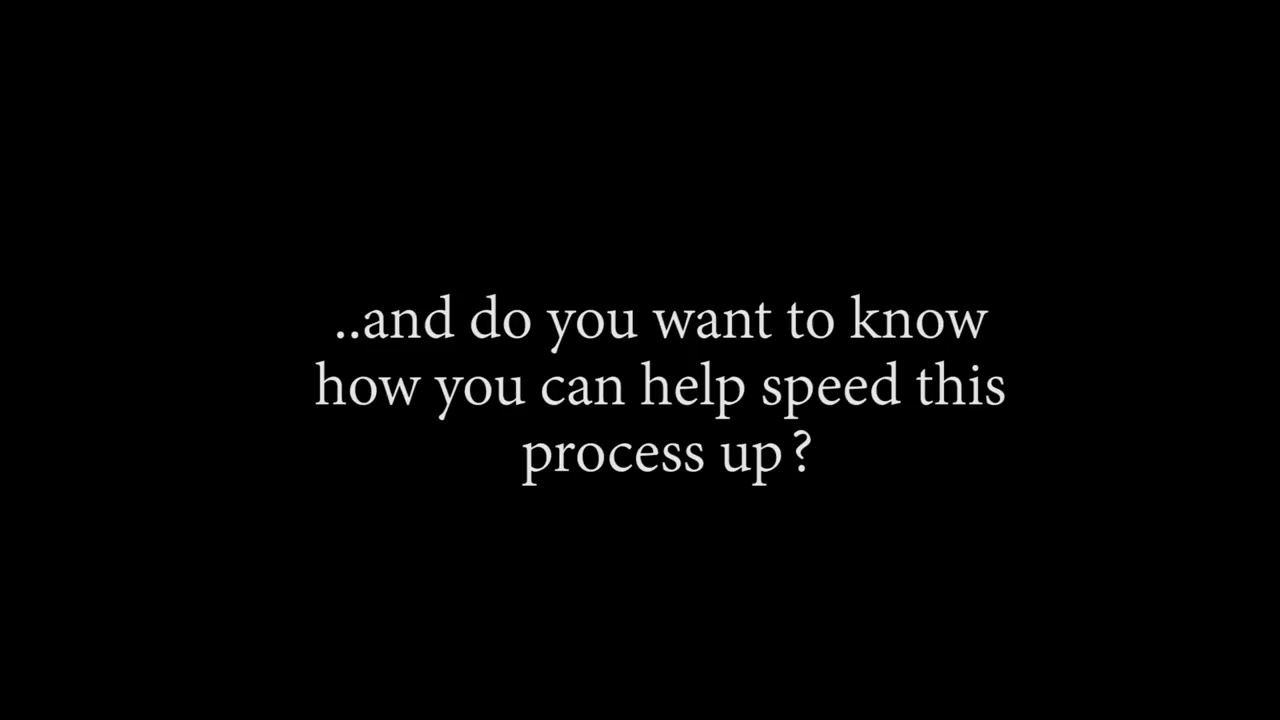 ..and do you want to know
how you can help speed this
process up?